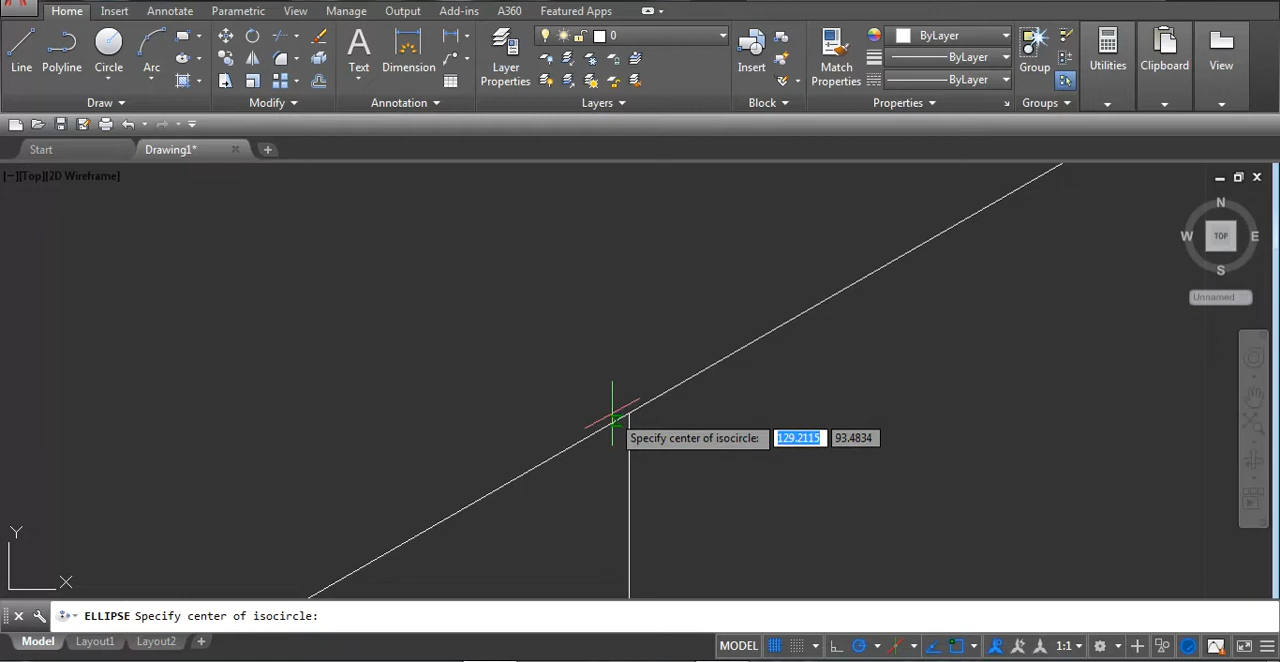 Home Insert Annotate Parametric View Manage Output Add-ins A360 Featured Apps
0 ByLayer
ByLayer
ByLayer
Line Polyline Circle Arc Text Dimension Layer Properties Insert Match Properties Group Utilities Clipboard View
Draw Modify Annotation Layers Block Properties Groups
Start Drawing1*
[−][Top][2D Wireframe]
N
W TOP E
S
Unnamed
Specify center of isocircle: 129.2115 93.4834
Y
X
ELLIPSE Specify center of isocircle:
Model Layout1 Layout2 + MODEL 1:1